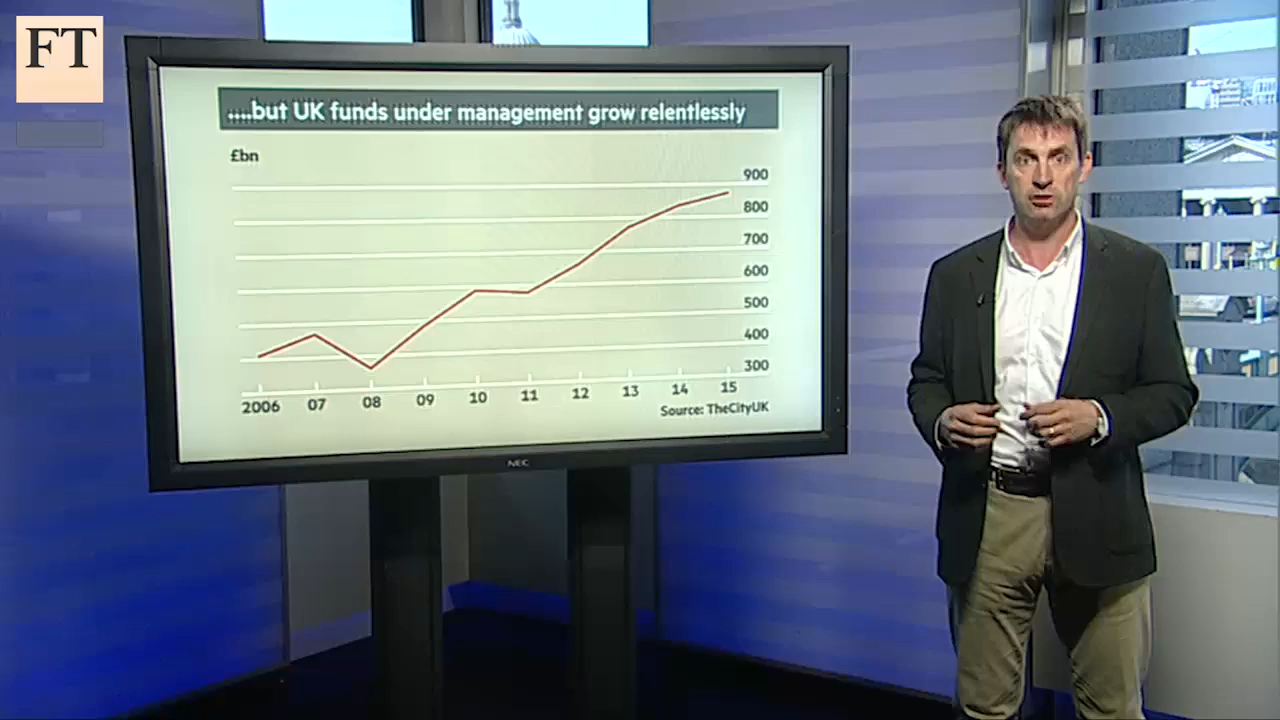 FT
....but UK funds under management grow relentlessly
£bn
900
800
700
600
500
400
300
2006 07 08 09 10 11 12 13 14 15
Source: TheCityUK
NEC